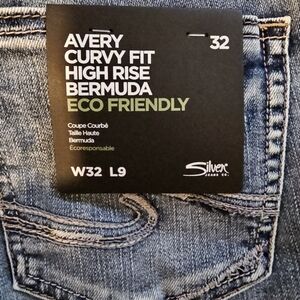 AVERY 32
CURVY FIT
HIGH RISE
BERMUDA
ECO FRIENDLY
Coupe Courbé
Taille Haute
Bermuda
Écoresponsable
W32 L9
Silver
JEANS CO.